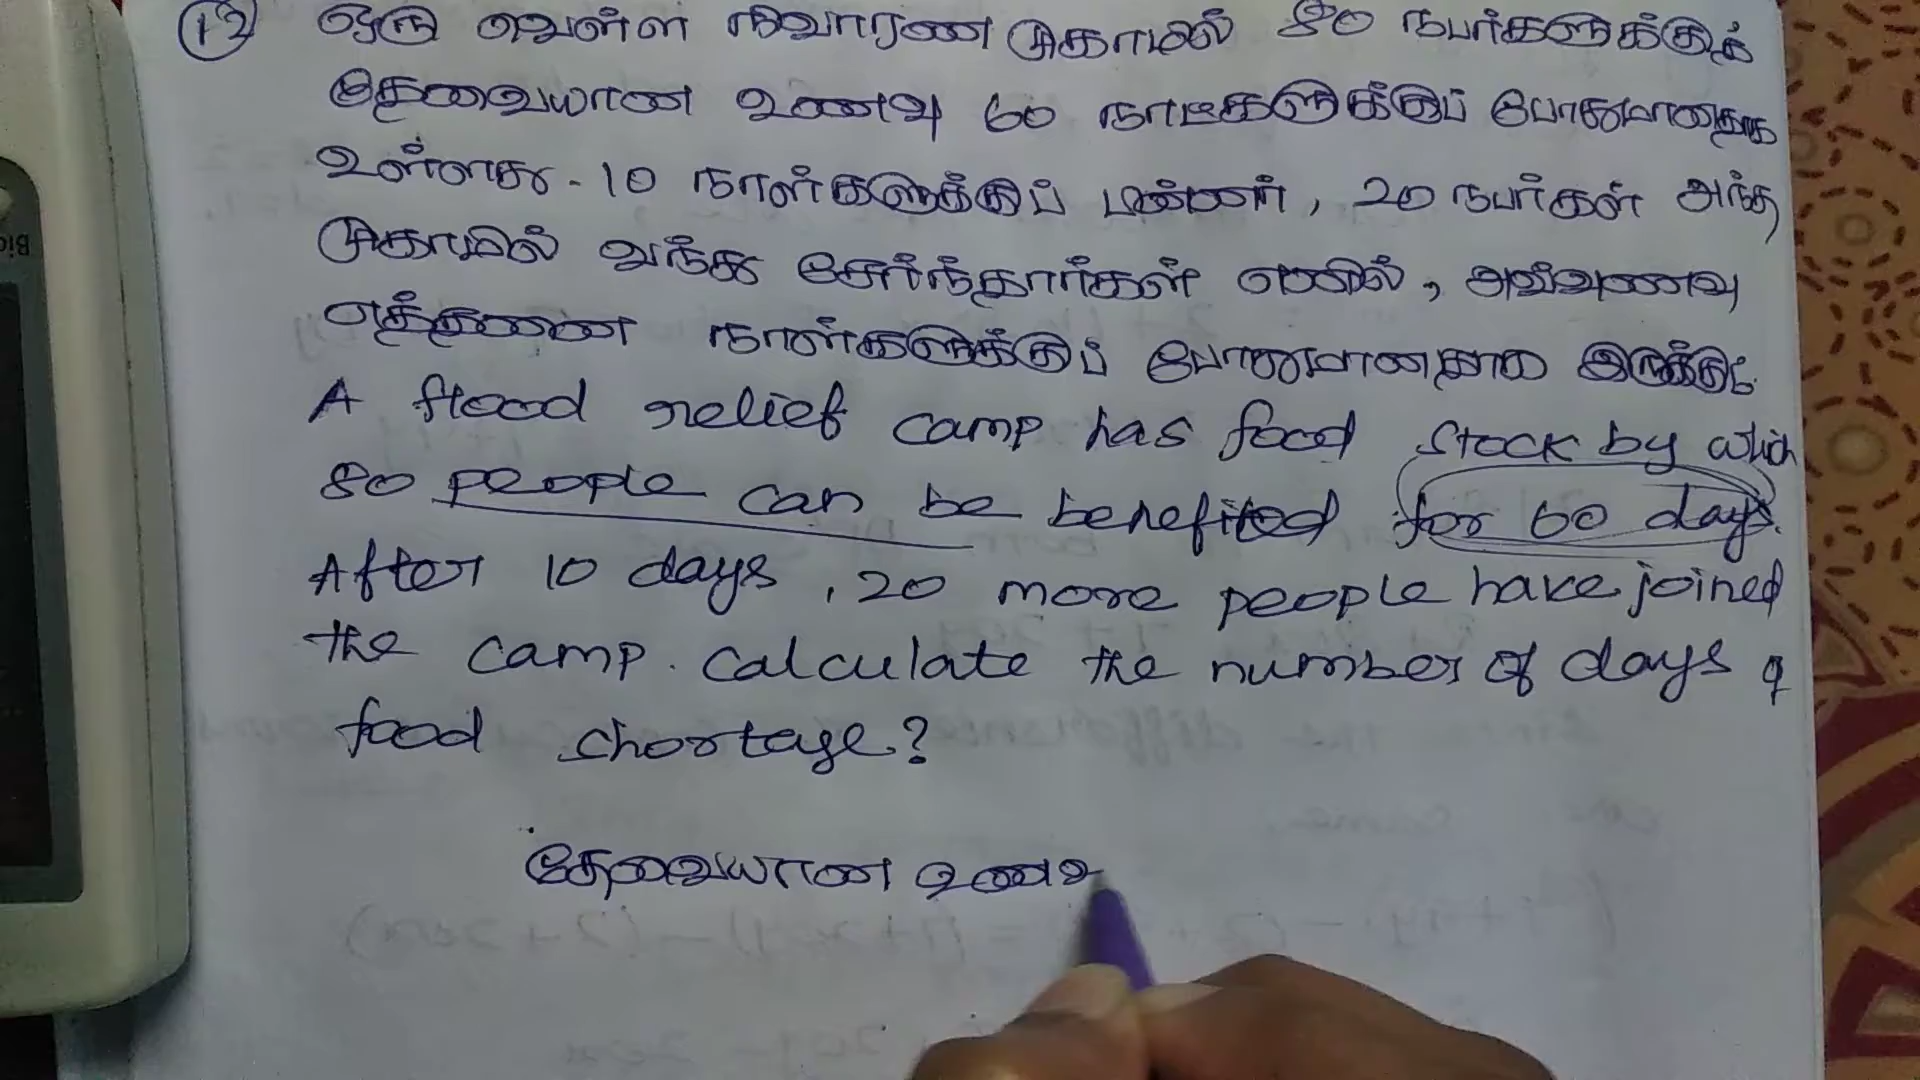 12 ஒரு வெள்ள நிவாரண முகாமில் 80 நபர்களுக்குத்
தேவையான உணவு 60 நாட்களுக்குப் போதுமானதாக
உள்ளது. 10 நாள்களுக்குப் பின்னர், 20 நபர்கள் அந்த
முகாமில் வந்து சேர்ந்தார்கள் எனில், அவ்வுணவு
எத்தனை நாள்களுக்குப் போதுமானதாக இருக்கும்
A flood relief camp has food stock by which
80 people can be benefited for 60 days.
After 10 days, 20 more people have joined
the camp. calculate the number of days of
food shortage?
தேவையான உண